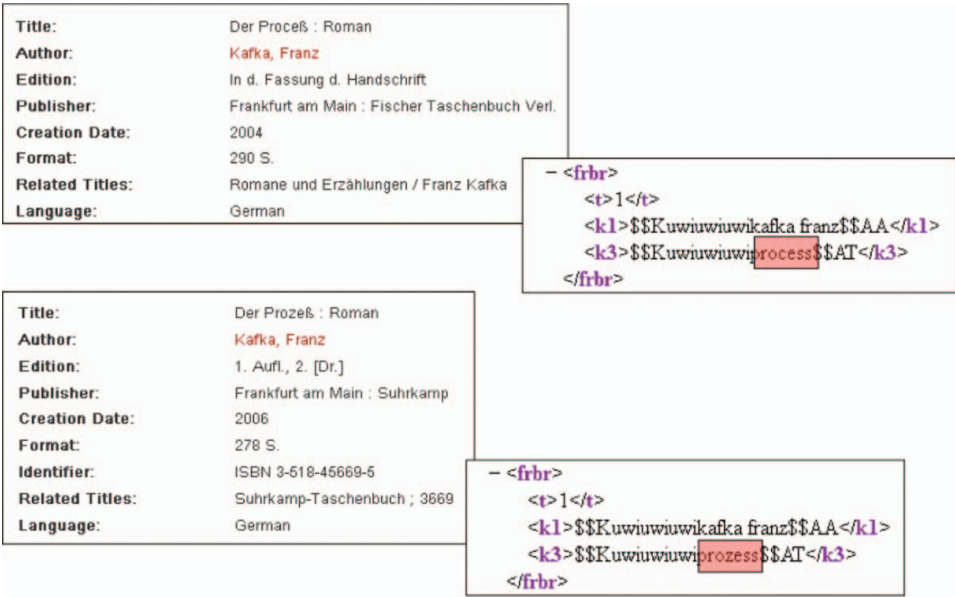 Title: Der Proceß : Roman
Author: Kafka, Franz
Edition: In d. Fassung d. Handschrift
Publisher: Frankfurt am Main : Fischer Taschenbuch Verl.
Creation Date: 2004
Format: 290 S.
Related Titles: Romane und Erzählungen / Franz Kafka
Language: German
– <frbr>
<t>1</t>
<k1>$$Kuwiuwiuwikafka franz$$AA</k1>
<k3>$$Kuwiuwiuwiprocess$$AT</k3>
</frbr>
Title: Der Prozeß : Roman
Author: Kafka, Franz
Edition: 1. Aufl., 2. [Dr.]
Publisher: Frankfurt am Main : Suhrkamp
Creation Date: 2006
Format: 278 S.
Identifier: ISBN 3-518-45669-5
Related Titles: Suhrkamp-Taschenbuch ; 3669
Language: German
– <frbr>
<t>1</t>
<k1>$$Kuwiuwiuwikafka franz$$AA</k1>
<k3>$$Kuwiuwiuwiprozess$$AT</k3>
</frbr>